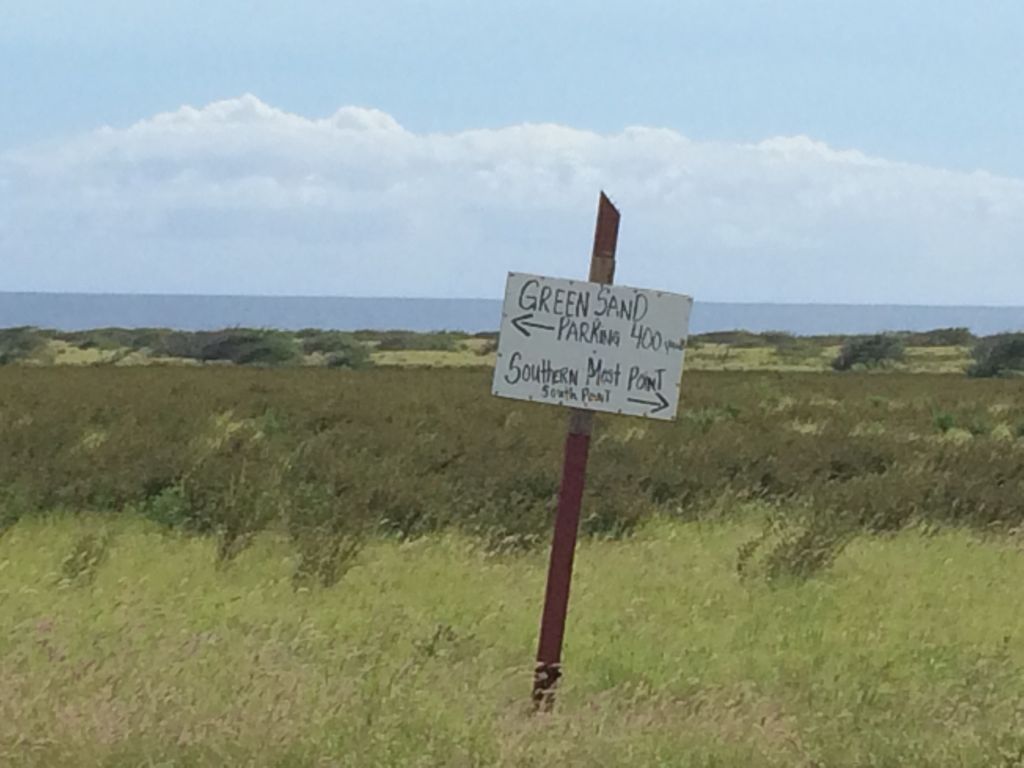 GREEN SAND
← PARKING 400
SOUTHERN MOST POINT
SOUTH POINT →